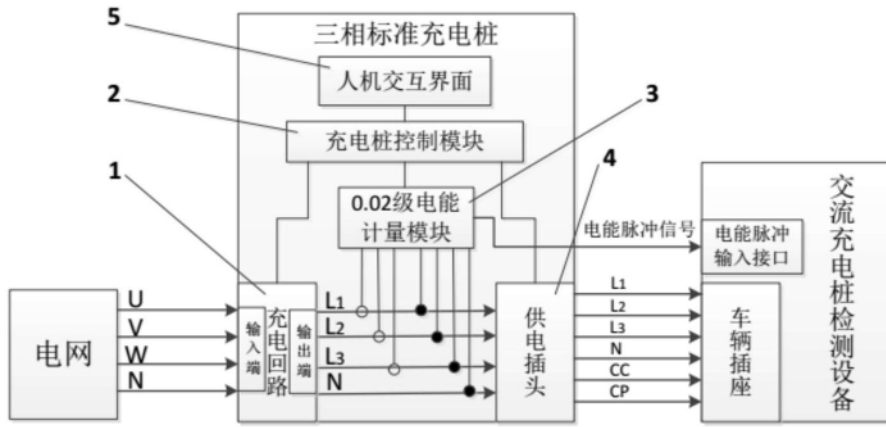 5
三相标准充电桩
人机交互界面
2
3
充电桩控制模块
4
0.02级电能
计量模块
电能脉冲信号
电能脉冲
输入接口
交流充电桩检测设备
1
电网
U
V
W
N
输入端
充电回路
输出端
L1
L2
L3
N
供电插头
L1
L2
L3
N
CC
CP
车辆插座